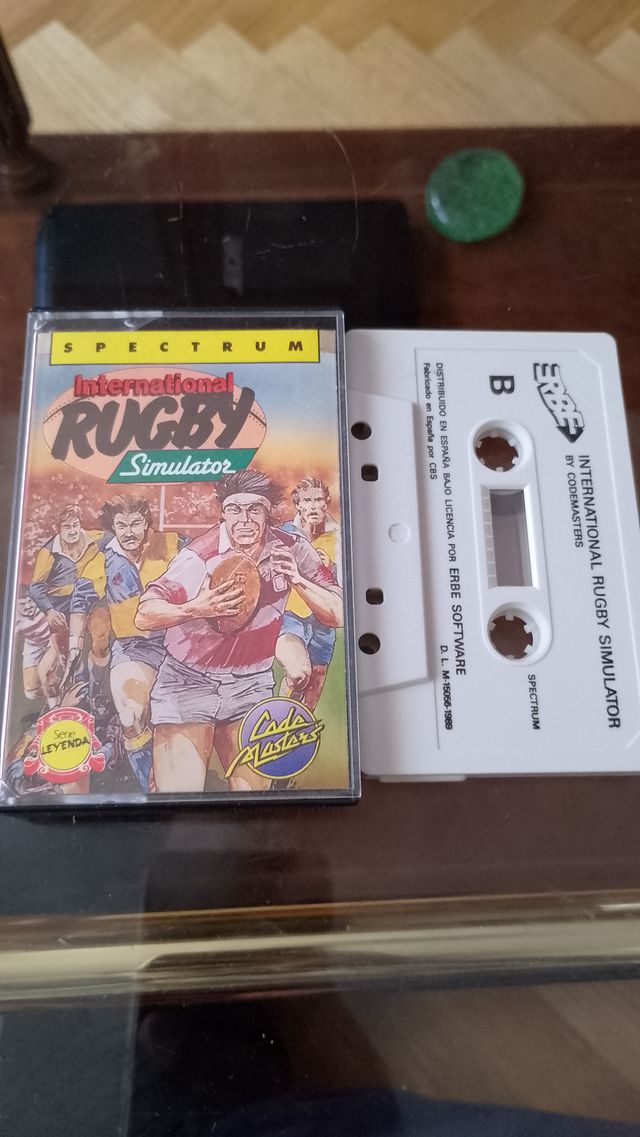 SPECTRUM
International
RUGBY
Simulator
Serie
LEYENDA
Code
Masters
ERBE
B
INTERNATIONAL RUGBY SIMULATOR
BY CODEMASTERS
SPECTRUM
DISTRIBUIDO EN ESPAÑA BAJO LICENCIA POR ERBE SOFTWARE
Fabricado en España por CBS
D. L. M-15056-1989